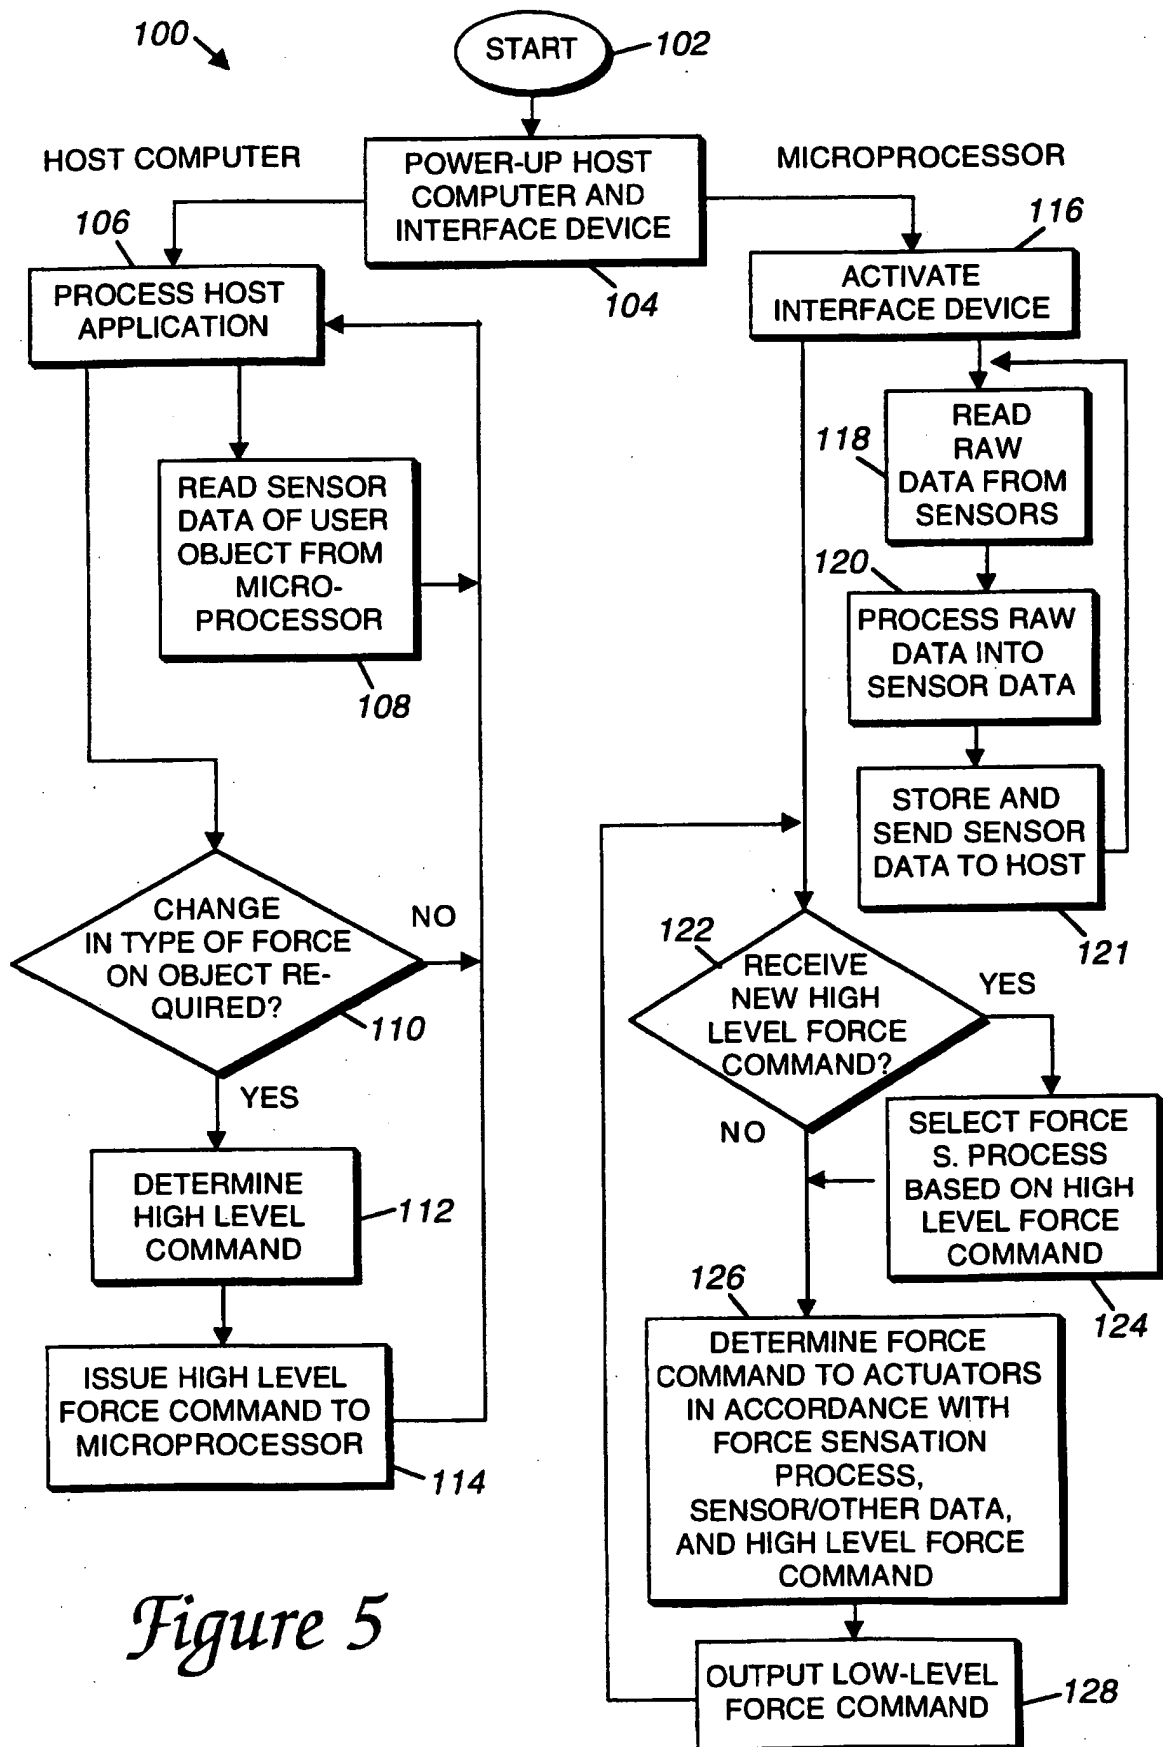 100
START
102
HOST COMPUTER
POWER-UP HOST
COMPUTER AND
INTERFACE DEVICE
104
MICROPROCESSOR
106
PROCESS HOST
APPLICATION
READ SENSOR
DATA OF USER
OBJECT FROM
MICRO-
PROCESSOR
108
CHANGE
IN TYPE OF FORCE
ON OBJECT RE-
QUIRED?
110
NO
YES
DETERMINE
HIGH LEVEL
COMMAND
112
ISSUE HIGH LEVEL
FORCE COMMAND TO
MICROPROCESSOR
114
116
ACTIVATE
INTERFACE DEVICE
118
READ
RAW
DATA FROM
SENSORS
120
PROCESS RAW
DATA INTO
SENSOR DATA
STORE AND
SEND SENSOR
DATA TO HOST
121
122
RECEIVE
NEW HIGH
LEVEL FORCE
COMMAND?
YES
NO
SELECT FORCE
S. PROCESS
BASED ON HIGH
LEVEL FORCE
COMMAND
124
126
DETERMINE FORCE
COMMAND TO ACTUATORS
IN ACCORDANCE WITH
FORCE SENSATION
PROCESS,
SENSOR/OTHER DATA,
AND HIGH LEVEL FORCE
COMMAND
OUTPUT LOW-LEVEL
FORCE COMMAND
128
Figure 5